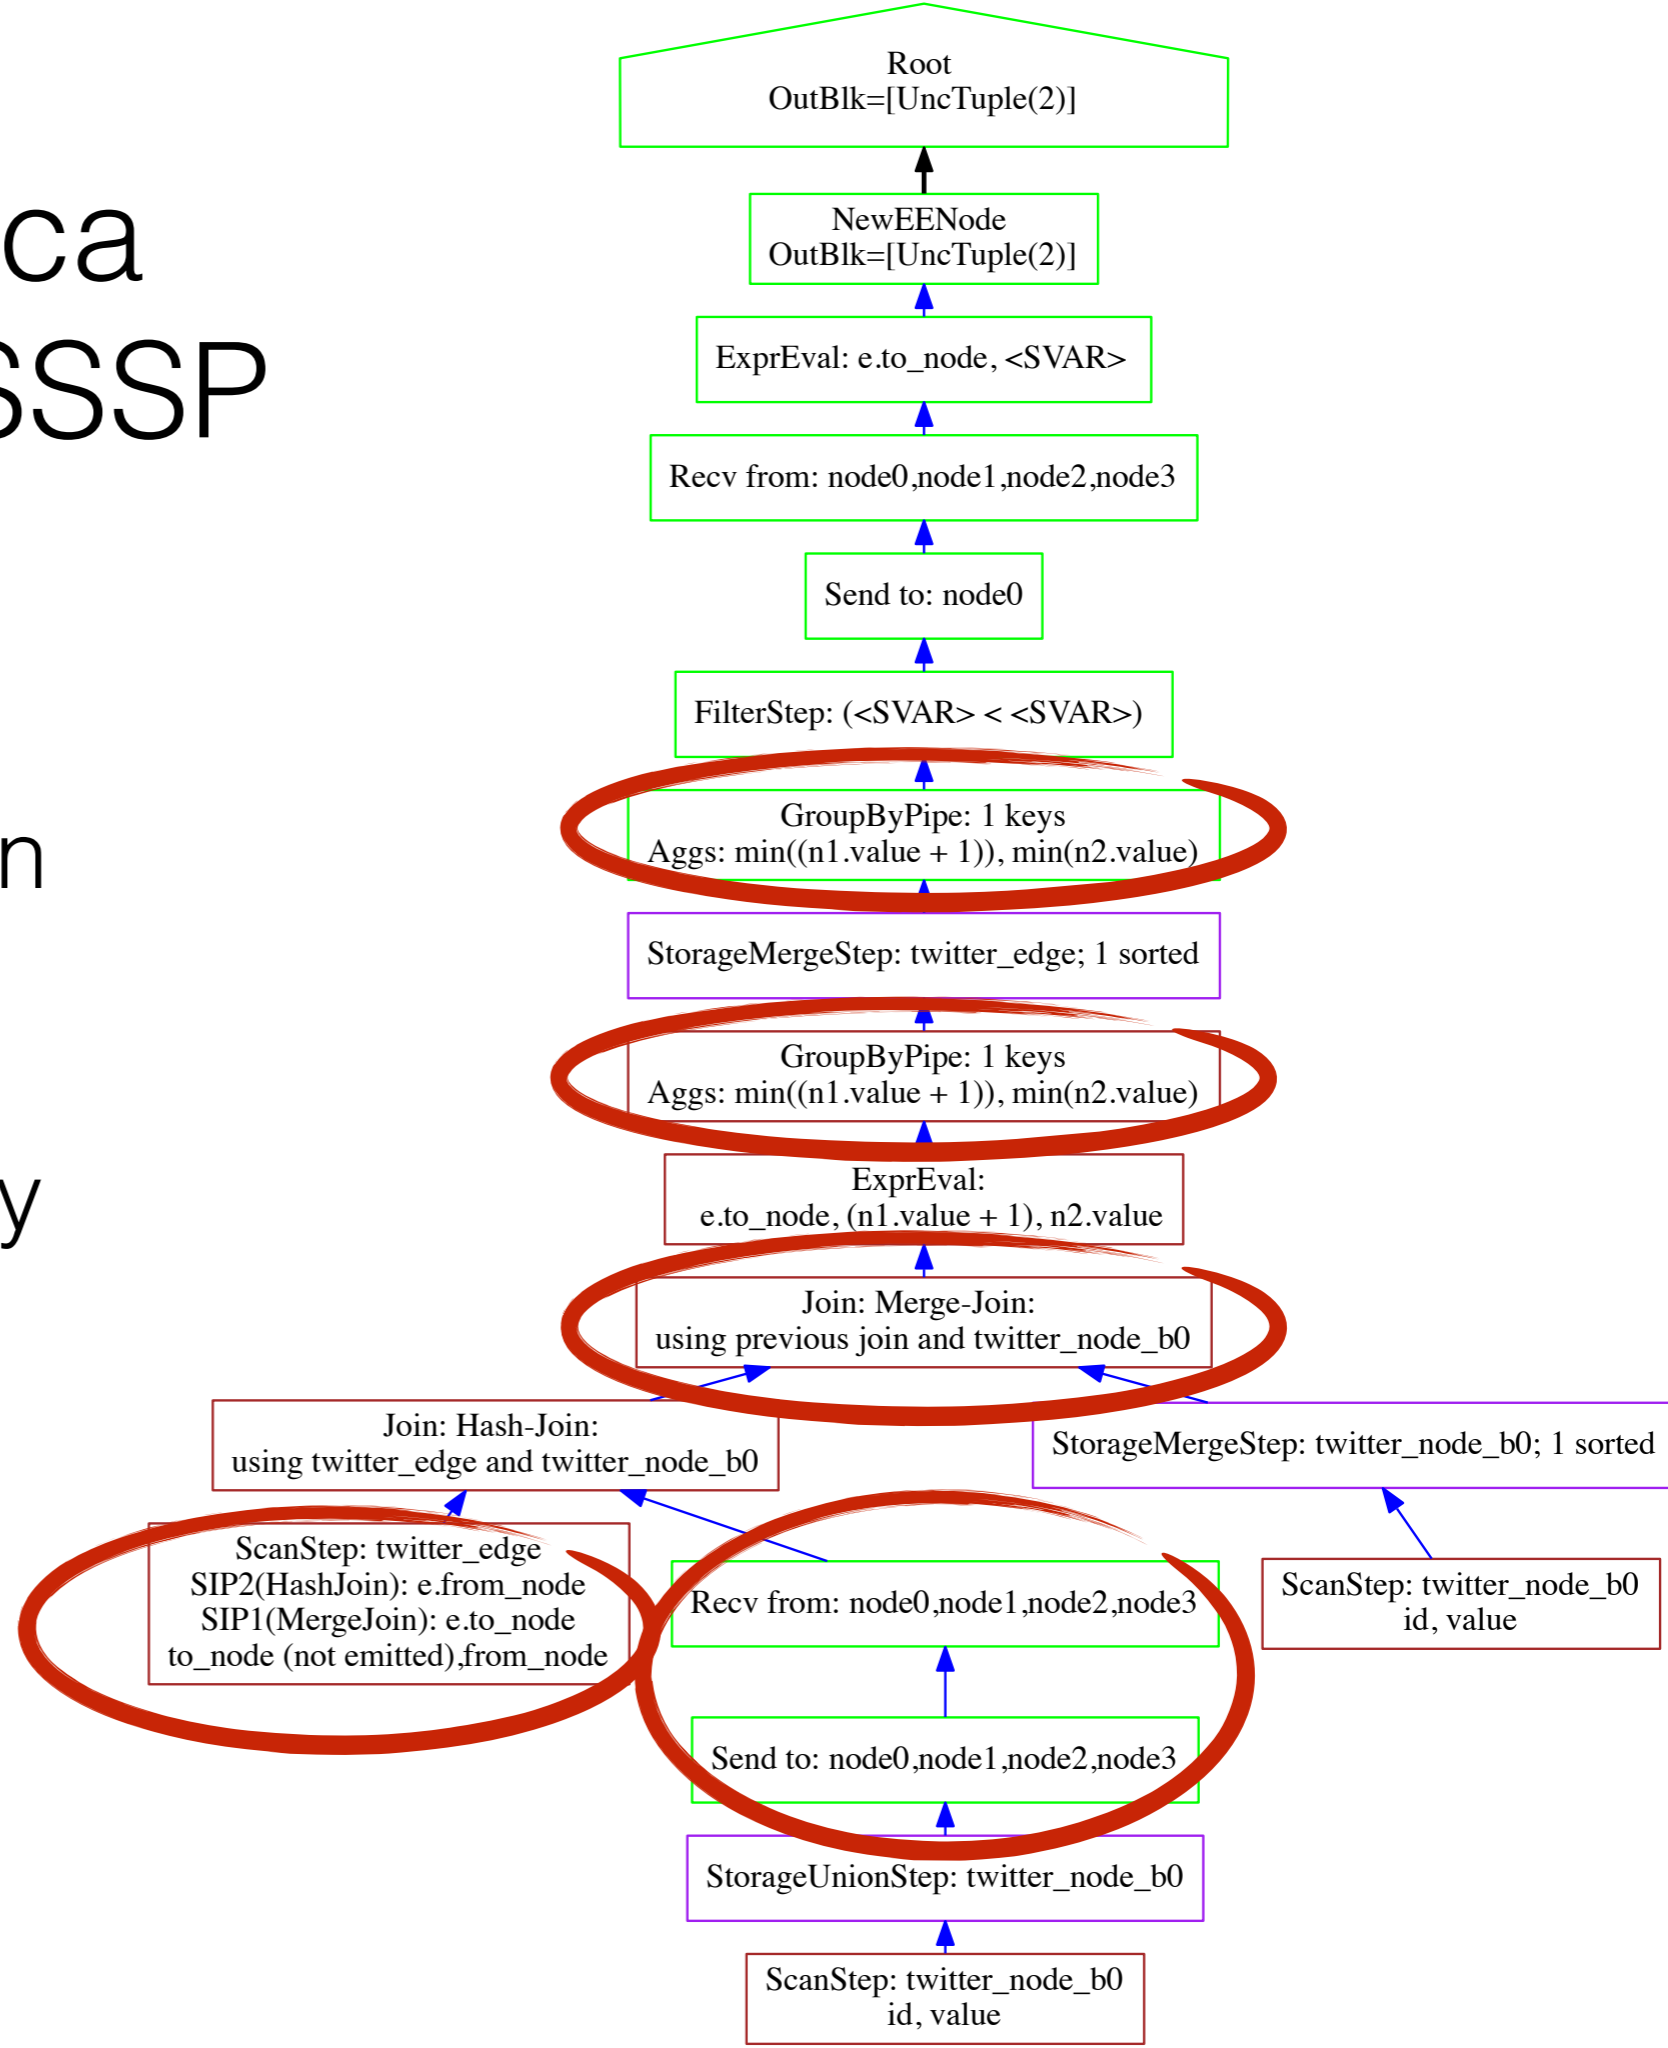 ca
SSSP
n
y
Root
OutBlk=[UncTuple(2)]
NewEENode
OutBlk=[UncTuple(2)]
ExprEval: e.to_node, <SVAR>
Recv from: node0,node1,node2,node3
Send to: node0
FilterStep: (<SVAR> < <SVAR>)
GroupByPipe: 1 keys
Aggs: min((n1.value + 1)), min(n2.value)
StorageMergeStep: twitter_edge; 1 sorted
GroupByPipe: 1 keys
Aggs: min((n1.value + 1)), min(n2.value)
ExprEval:
e.to_node, (n1.value + 1), n2.value
Join: Merge-Join:
using previous join and twitter_node_b0
Join: Hash-Join:
using twitter_edge and twitter_node_b0
StorageMergeStep: twitter_node_b0; 1 sorted
ScanStep: twitter_edge
SIP2(HashJoin): e.from_node
SIP1(MergeJoin): e.to_node
to_node (not emitted),from_node
Recv from: node0,node1,node2,node3
ScanStep: twitter_node_b0
id, value
Send to: node0,node1,node2,node3
StorageUnionStep: twitter_node_b0
ScanStep: twitter_node_b0
id, value